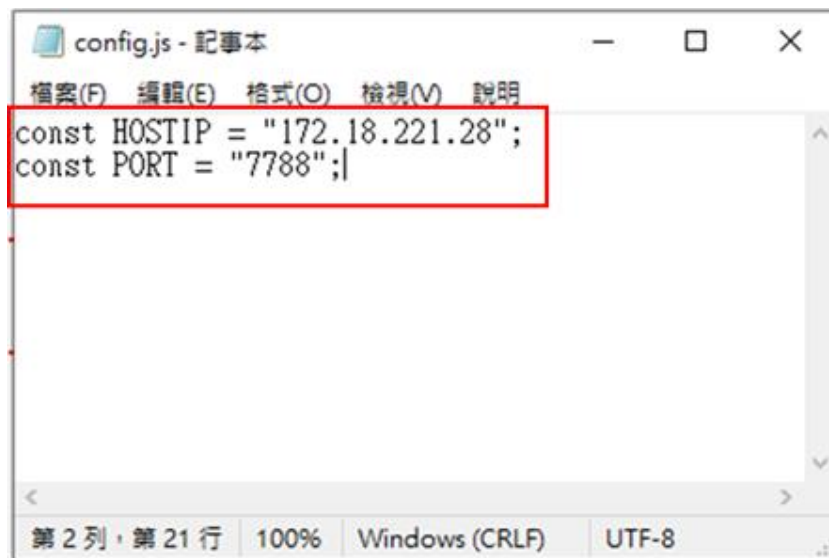 config.js - 記事本
檔案(F) 編輯(E) 格式(O) 檢視(V) 說明
const HOSTIP = "172.18.221.28";
const PORT = "7788";
第 2 列，第 21 行 100% Windows (CRLF) UTF-8